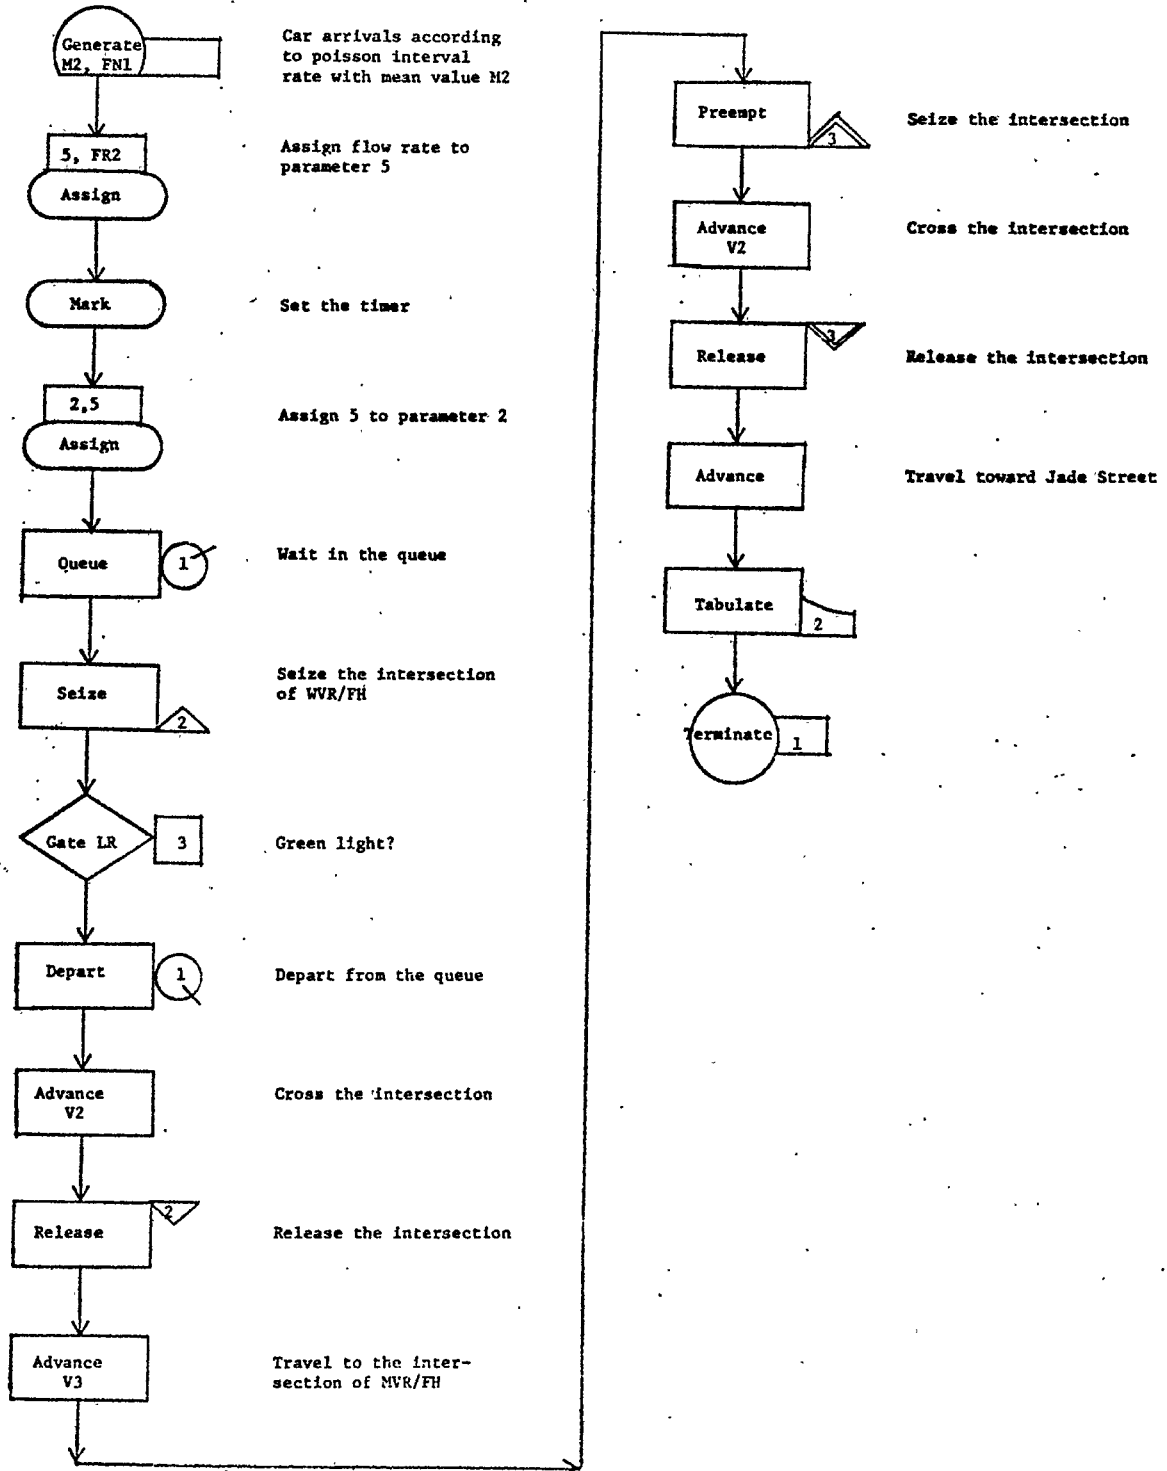 Generate
M2, FN1
Car arrivals according
to poisson interval
rate with mean value M2
5, FR2
Assign
Assign flow rate to
parameter 5
Mark
Set the timer
2,5
Assign
Assign 5 to parameter 2
Queue
1
Wait in the queue
Seize
2
Seize the intersection
of WVR/FH
Gate LR
3
Green light?
Depart
1
Depart from the queue
Advance
V2
Cross the intersection
Release
2
Release the intersection
Advance
V3
Travel to the inter-
section of MVR/FH
Preempt
3
Seize the intersection
Advance
V2
Cross the intersection
Release
3
Release the intersection
Advance
Travel toward Jade Street
Tabulate
2
Terminate
1